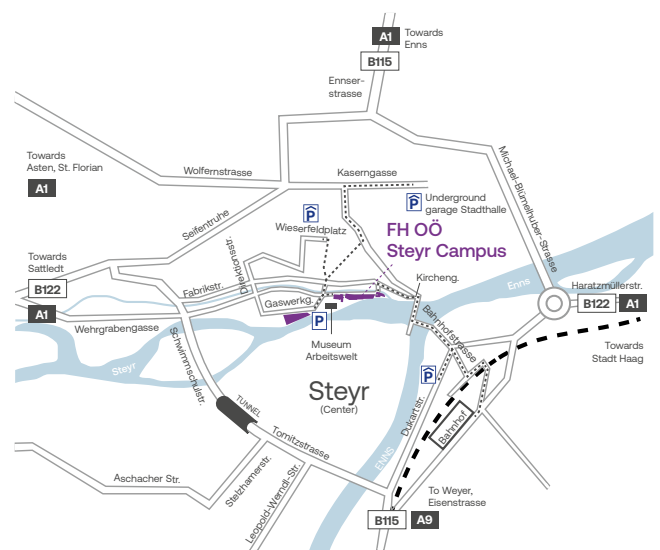 A1
Towards
Enns
B115
Ennser-
strasse
Towards
Asten, St. Florian
A1
Wolfernstrasse
Kaserngasse
Michael-Blümelhuber-Strasse
P
Underground
garage Stadthalle
P
Wieserfeldplatz
Seifentruhe
FH OÖ
Steyr Campus
Towards
Sattledt
B122
A1
Direktionsstr.
Fabrikstr.
Gaswerkg.
Kircheng.
Enns
Haratzmüllerstr.
B122
A1
Towards
Stadt Haag
Wehrgrabengasse
P
Museum
Arbeitswelt
Bahnhofstrasse
Steyr
Schwimmschulstr.
P
Steyr
(Center)
Dukartstr.
TUNNEL
Bahnhof
Tomitzstrasse
ENNS
Aschacher Str.
Stelzhamerstr.
Leopold-Werndl-Str.
To Weyer,
Eisenstrasse
B115
A9